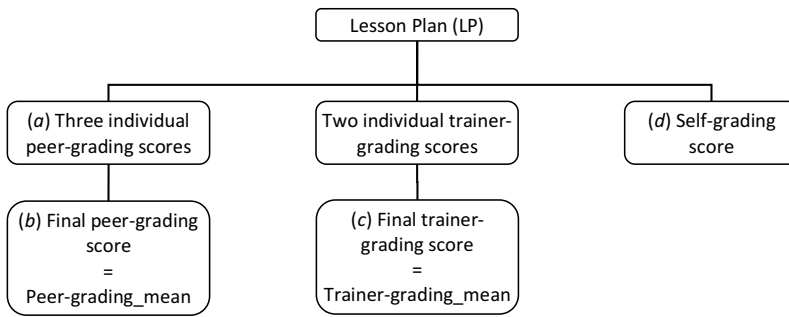 Lesson Plan (LP)
(a) Three individual
peer-grading scores
Two individual trainer-
grading scores
(d) Self-grading
score
(b) Final peer-grading
score
=
Peer-grading_mean
(c) Final trainer-
grading score
=
Trainer-grading_mean